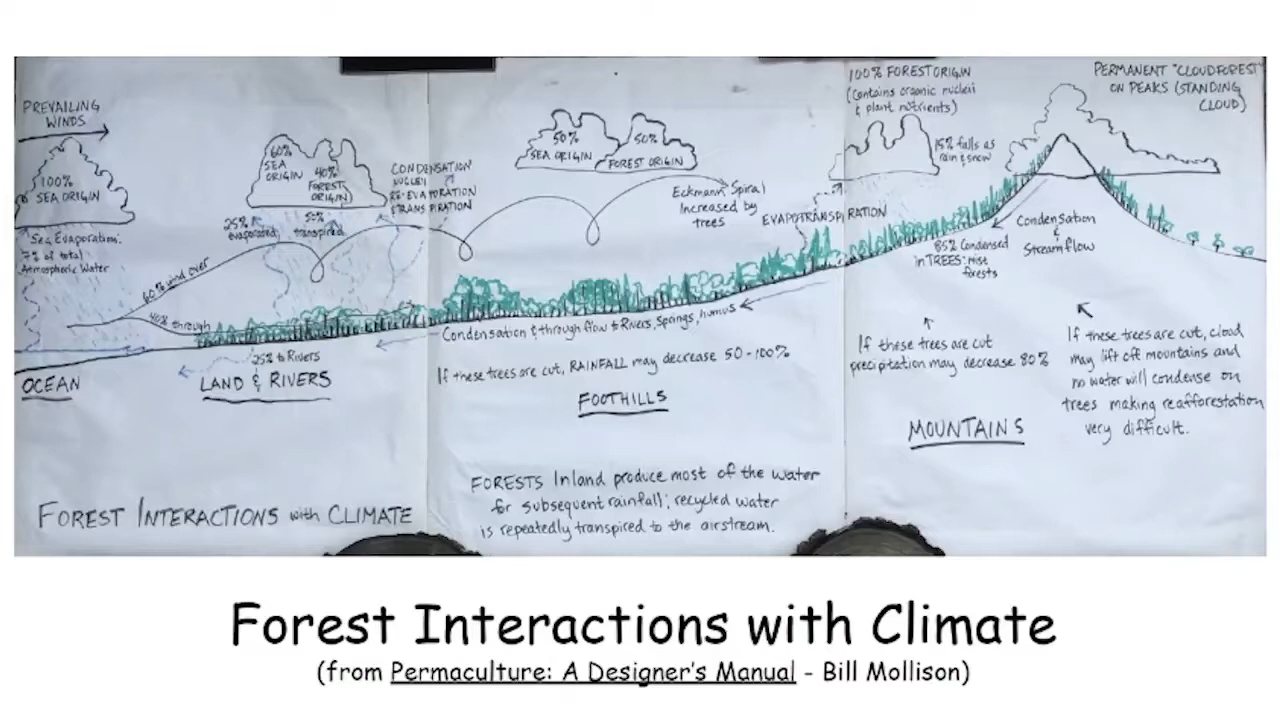 PREVAILING
WINDS
100%
SEA ORIGIN
Sea Evaporation:
7% of total
Atmospheric Water
60% wind over
40% through
OCEAN
60%
SEA
ORIGIN
40%
FOREST
ORIGIN
25%
evaporated
50%
transpired
CONDENSATION
NUCLEI
RE-EVAPORATION
& TRANSPIRATION
25% to Rivers
LAND & RIVERS
FOREST INTERACTIONS with CLIMATE
50%
SEA ORIGIN
50%
FOREST ORIGIN
Eckmann Spiral
Increased by
trees
EVAPOTRANSPIRATION
Condensation & through flow to Rivers, Springs, humus
If these trees are cut, RAINFALL may decrease 50-100%
FOOTHILLS
FORESTS Inland produce most of the water
for subsequent rainfall; recycled water
is repeatedly transpired to the airstream.
100% FOREST ORIGIN
(Contains organic nuclei
& plant nutrients)
15% falls as
rain & snow
85% Condensed
in TREES: mist
forests
If these trees are cut
precipitation may decrease 80%
MOUNTAINS
PERMANENT "CLOUDFOREST"
ON PEAKS (STANDING
CLOUD)
Condensation
&
Stream flow
If these trees are cut, cloud
may lift off mountains and
no water will condense on
trees making reafforestation
very difficult.
Forest Interactions with Climate
(from Permaculture: A Designer's Manual - Bill Mollison)